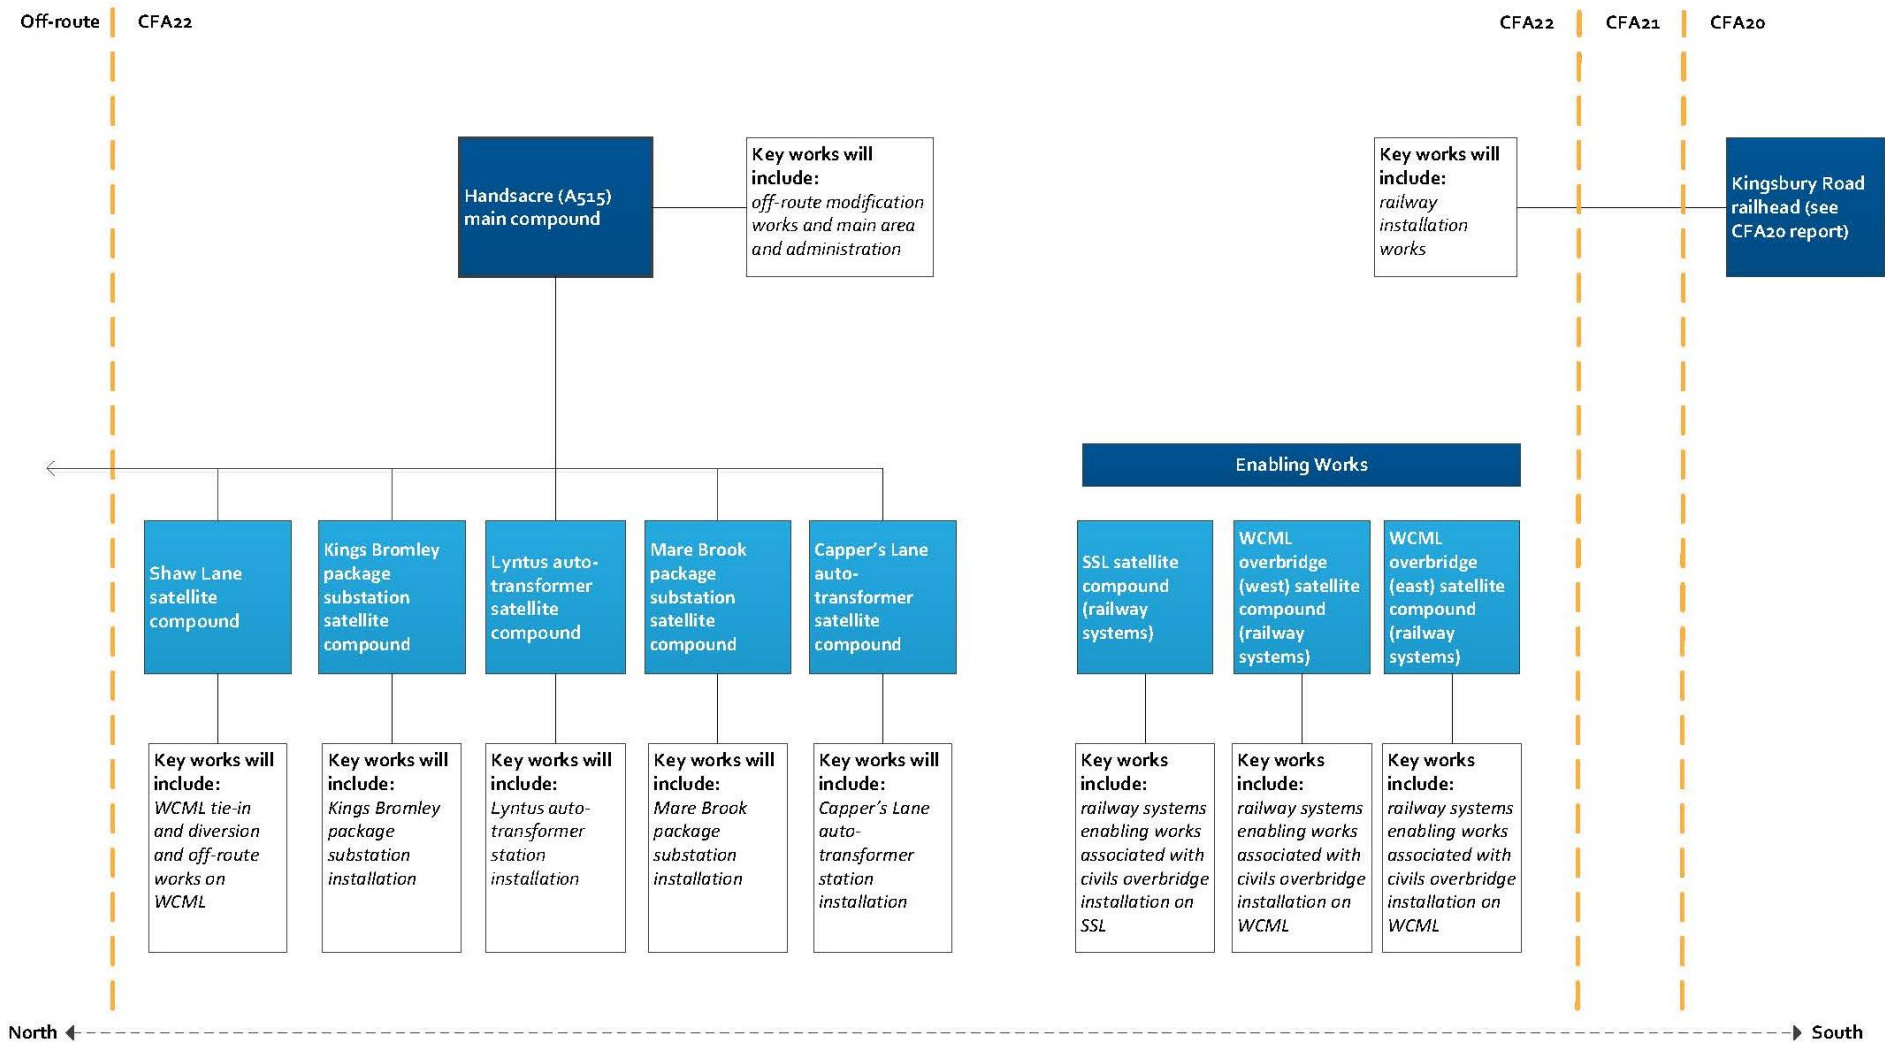 Off-route
CFA22
CFA22
CFA21
CFA20
Handsacre (A515)
main compound
Key works will
include:
off-route modification
works and main area
and administration
Key works will
include:
railway
installation
works
Kingsbury Road
railhead (see
CFA20 report)
Enabling Works
Shaw Lane
satellite
compound
Kings Bromley
package
substation
satellite
compound
Lyntus auto-
transformer
satellite
compound
Mare Brook
package
substation
satellite
compound
Capper's Lane
auto-
transformer
satellite
compound
SSL satellite
compound
(railway
systems)
WCML
overbridge
(west) satellite
compound
(railway
systems)
WCML
overbridge
(east) satellite
compound
(railway
systems)
Key works will
include:
WCML tie-in
and diversion
and off-route
works on
WCML
Key works will
include:
Kings Bromley
package
substation
installation
Key works will
include:
Lyntus auto-
transformer
station
installation
Key works will
include:
Mare Brook
package
substation
installation
Key works will
include:
Capper's Lane
auto-
transformer
station
installation
Key works
include:
railway systems
enabling works
associated with
civils overbridge
installation on
SSL
Key works
include:
railway systems
enabling works
associated with
civils overbridge
installation on
WCML
Key works
include:
railway systems
enabling works
associated with
civils overbridge
installation on
WCML
North
South